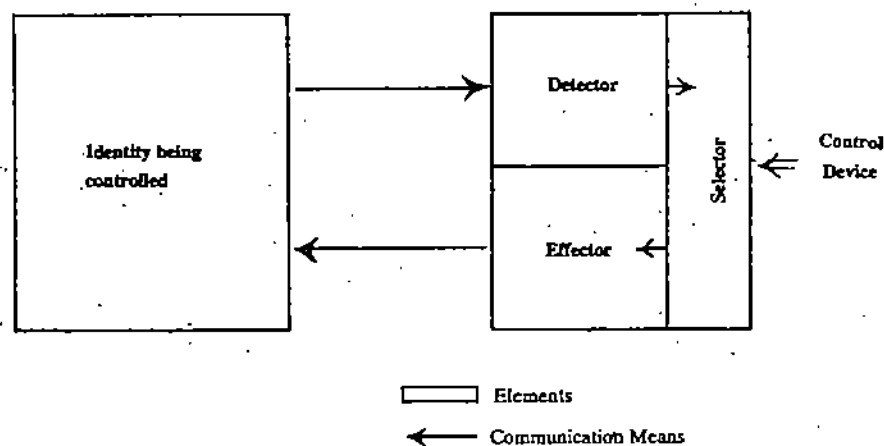 Identity being
controlled
Detector
Effector
Selector
Control
Device
Elements
Communication Means